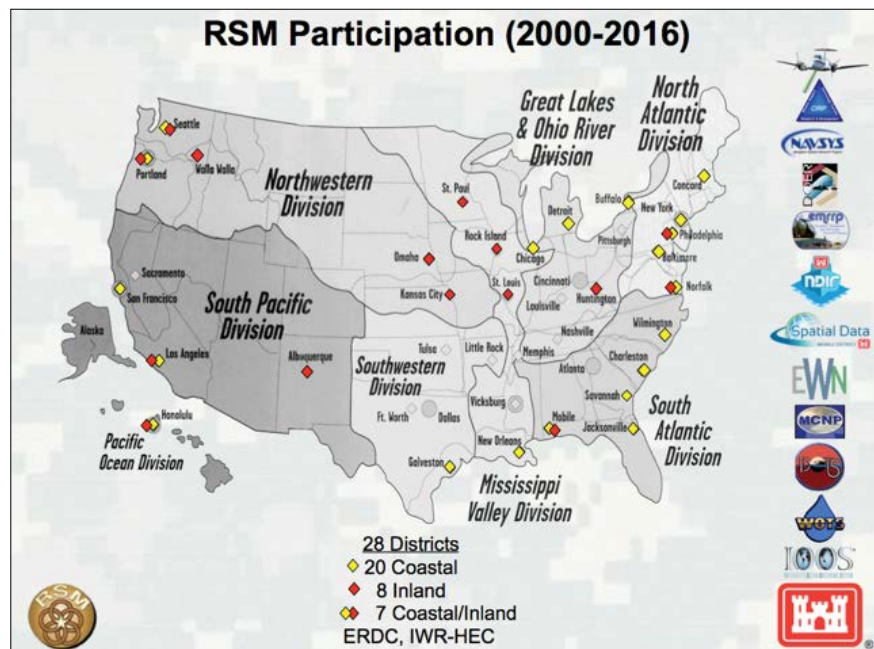 RSM Participation (2000-2016)
North
Atlantic
Division
Great Lakes
& Ohio River
Division
Seattle
Portland
Walla Walla
Northwestern
Division
St. Paul
Rock Island
Omaha
Kansas City
St. Louis
Chicago
Detroit
Buffalo
Concord
New York
Philadelphia
Pittsburgh
Baltimore
Norfolk
Cincinnati
Louisville
Huntington
Nashville
Sacramento
San Francisco
South Pacific
Division
Los Angeles
Albuquerque
Alaska
Honolulu
Pacific
Ocean Division
Southwestern
Division
Tulsa
Little Rock
Memphis
Ft. Worth
Dallas
Galveston
Vicksburg
New Orleans
Mississippi
Valley Division
Mobile
Atlanta
Wilmington
Charleston
Savannah
Jacksonville
South
Atlantic
Division
28 Districts
20 Coastal
8 Inland
7 Coastal/Inland
ERDC, IWR-HEC
RSM
CIRP
NAVSYS
emrrp
NDIR
Spatial Data
EWN
MCNP
WOTS
IOOS